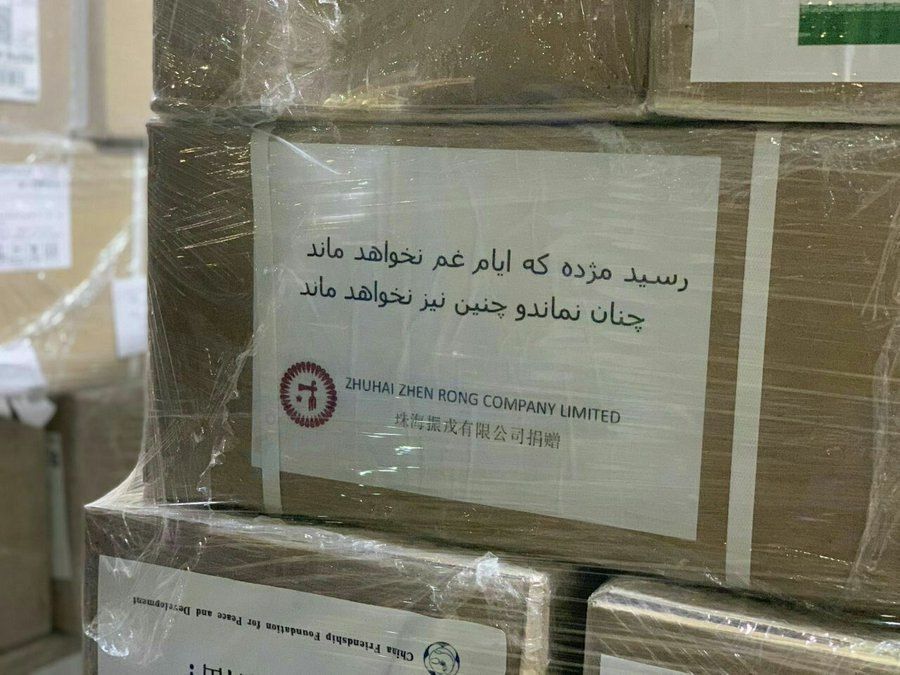 رسید مژده که ایام غم نخواهد ماند
چنان نماندو چنین نیز نخواهد ماند
ZHUHAI ZHEN RONG COMPANY LIMITED
珠海振戎有限公司捐赠
China Friendship Foundation for Peace and Development